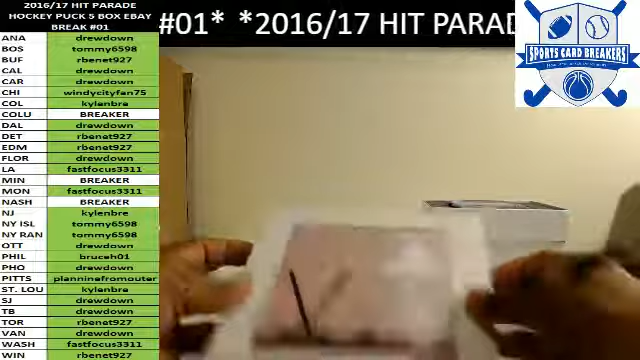 2016/17 HIT PARADE
HOCKEY PUCK 5 BOX EBAY
BREAK #01
#01* *2016/17 HIT PARAD
ANA drewdown
BOS tommy6598
BUF rbenet927
CAL drewdown
CAR drewdown
CHI windycityfan75
COL kylenbre
COLU BREAKER
DAL drewdown
DET rbenet927
EDM rbenet927
FLOR drewdown
LA fastfocus3311
MIN BREAKER
MON fastfocus3311
NASH BREAKER
NJ kylenbre
NY ISL tommy6598
NY RAN tommy6598
OTT drewdown
PHIL bruceh01
PHO drewdown
PITTS planninefromouter
ST. LOU kylenbre
SJ drewdown
TB drewdown
TOR rbenet927
VAN drewdown
WASH fastfocus3311
WIN rbenet927
SPORTS CARD BREAKERS